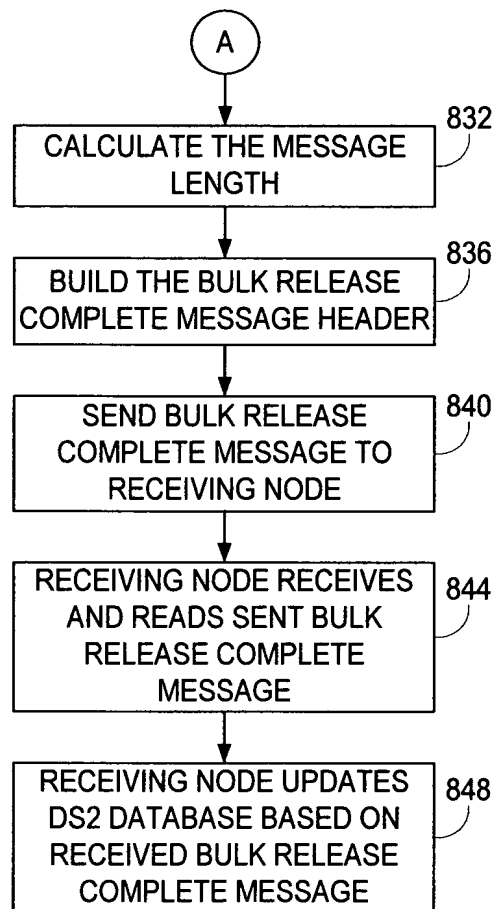 A
832
CALCULATE THE MESSAGE
LENGTH
836
BUILD THE BULK RELEASE
COMPLETE MESSAGE HEADER
840
SEND BULK RELEASE
COMPLETE MESSAGE TO
RECEIVING NODE
844
RECEIVING NODE RECEIVES
AND READS SENT BULK
RELEASE COMPLETE
MESSAGE
848
RECEIVING NODE UPDATES
DS2 DATABASE BASED ON
RECEIVED BULK RELEASE
COMPLETE MESSAGE